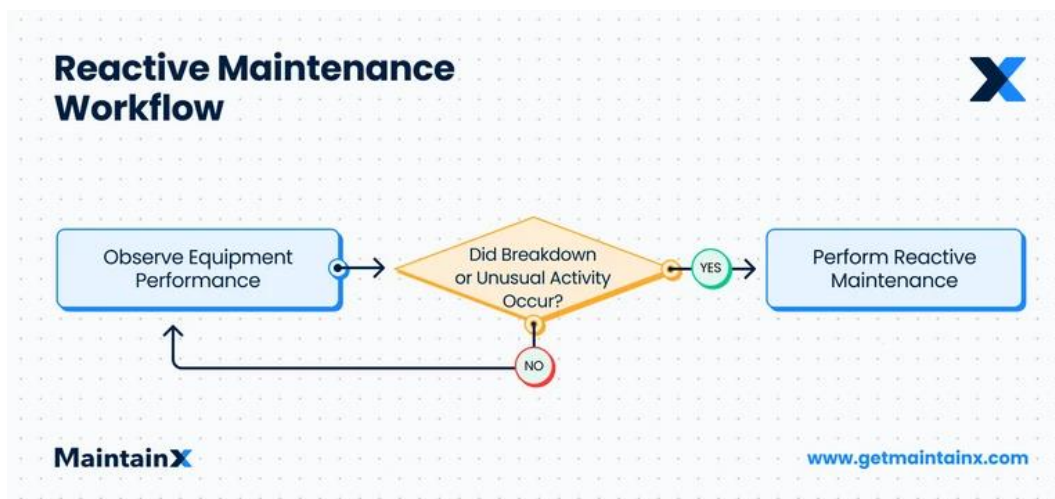 Reactive Maintenance
Workflow
Observe Equipment
Performance
Did Breakdown
or Unusual Activity
Occur?
YES
Perform Reactive
Maintenance
NO
MaintainX
www.getmaintainx.com